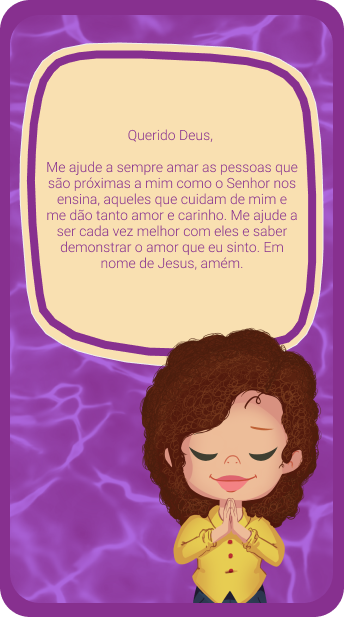 Querido Deus,
Me ajude a sempre amar as pessoas que
são próximas a mim como o Senhor nos
ensina, aqueles que cuidam de mim e
me dão tanto amor e carinho. Me ajude a
ser cada vez melhor com eles e saber
demonstrar o amor que eu sinto. Em
nome de Jesus, amém.